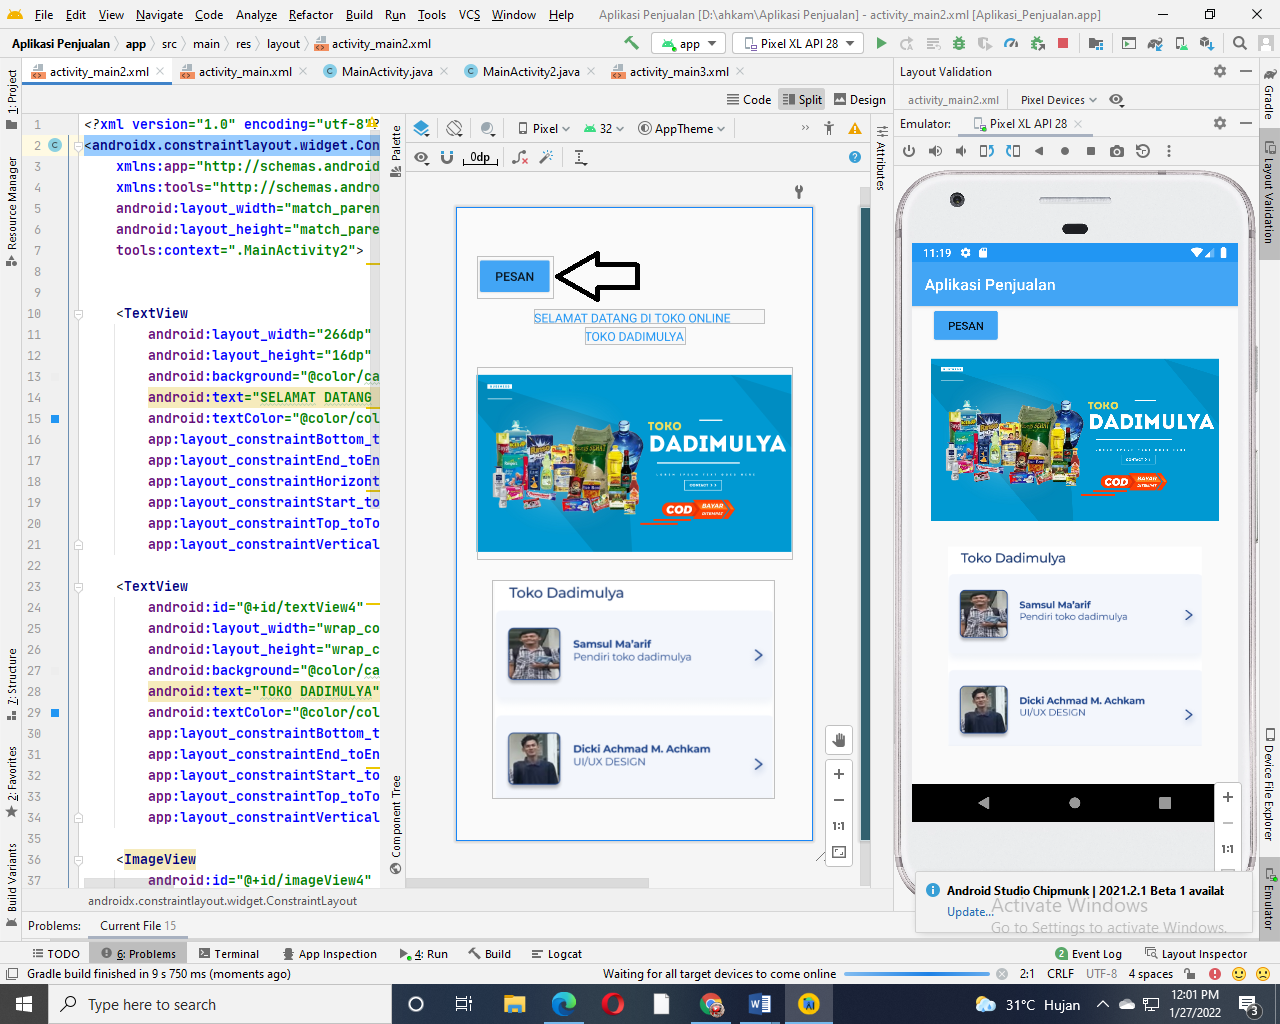 File Edit View Navigate Code Analyze Refactor Build Run Tools VCS Window Help Aplikasi Penjualan [D:\ahkam\Aplikasi Penjualan] - activity_main2.xml [Aplikasi_Penjualan.app]
Aplikasi Penjualan app src main res layout activity_main2.xml app Pixel XL API 28
activity_main2.xml activity_main.xml MainActivity.java MainActivity2.java activity_main3.xml
Layout Validation
Code Split Design
activity_main2.xml Pixel Devices
Emulator: Pixel XL API 28
1: Project
Resource Manager
7: Structure
2: Favorites
Build Variants
1 <?xml version="1.0" encoding="utf-8"?
2 <androidx.constraintlayout.widget.Con
3 xmlns:app="http://schemas.android
4 xmlns:tools="http://schemas.andro
5 android:layout_width="match_paren
6 android:layout_height="match_pare
7 tools:context=".MainActivity2">
8
9
10 <TextView
11 android:layout_width="266dp"
12 android:layout_height="16dp"
13 android:background="@color/ca
14 android:text="SELAMAT DATANG
15 android:textColor="@color/col
16 app:layout_constraintBottom_t
17 app:layout_constraintEnd_toEn
18 app:layout_constraintHorizont
19 app:layout_constraintStart_to
20 app:layout_constraintTop_toTo
21 app:layout_constraintVertical
22
23 <TextView
24 android:id="@+id/textView4"
25 android:layout_width="wrap_co
26 android:layout_height="wrap_c
27 android:background="@color/ca
28 android:text="TOKO DADIMULYA"
29 android:textColor="@color/col
30 app:layout_constraintBottom_t
31 app:layout_constraintEnd_toEn
32 app:layout_constraintStart_to
33 app:layout_constraintTop_toTo
34 app:layout_constraintVertical
35
36 <ImageView
37 android:id="@+id/imageView4"
androidx.constraintlayout.widget.ConstraintLayout
Palette
Component Tree
Pixel 32 AppTheme
0dp
Attributes
PESAN
SELAMAT DATANG DI TOKO ONLINE
TOKO DADIMULYA
TOKO
DADIMULYA
LOREM IPSUM TEXT GOES HERE
CONTACT
COD BAYAR DITEMPAT
Toko Dadimulya
Samsul Ma'arif
Pendiri toko dadimulya
Dicki Achmad M. Achkam
UI/UX DESIGN
1:1
11:19
Aplikasi Penjualan
PESAN
TOKO
DADIMULYA
LOREM IPSUM TEXT GOES HERE
CONTACT
COD BAYAR DITEMPAT
Toko Dadimulya
Samsul Ma'arif
Pendiri toko dadimulya
Dicki Achmad M. Achkam
UI/UX DESIGN
1:1
Gradle
Layout Validation
Device File Explorer
Emulator
Android Studio Chipmunk | 2021.2.1 Beta 1 availat
Update...
Activate Windows
Go to Settings to activate Windows.
Problems: Current File 15
TODO 6: Problems Terminal App Inspection 4: Run Build Logcat 2 Event Log Layout Inspector
Gradle build finished in 9 s 750 ms (moments ago) Waiting for all target devices to come online 2:1 CRLF UTF-8 4 spaces
Type here to search 31°C Hujan 12:01 PM
1/27/2022 3